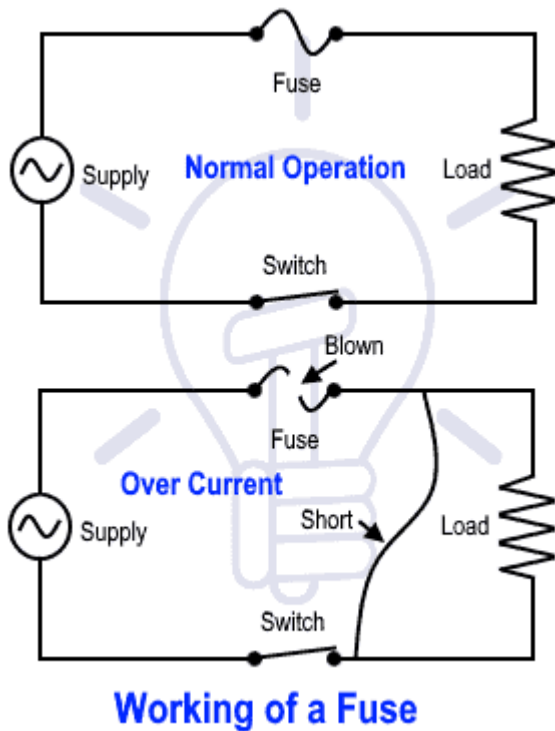 Fuse
Supply
Normal Operation
Load
Switch
Blown
Fuse
Over Current
Short
Supply
Load
Switch
Working of a Fuse